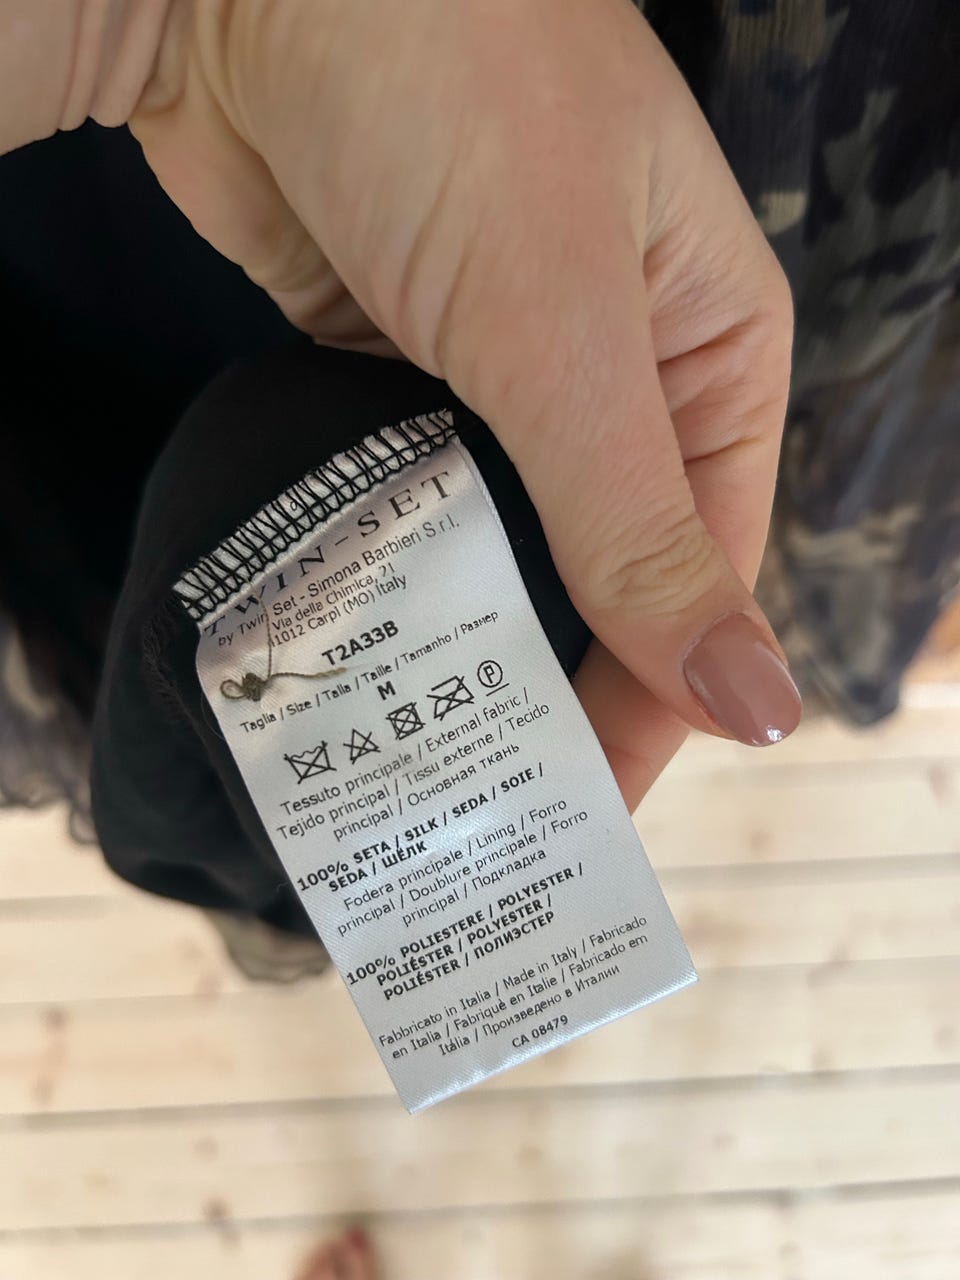 TWIN-SET
by Twin Set - Simona Barbieri S.r.l.
Via della Chimica, 21
1012 Carpi (MO) Italy
T2A33B
Taglia / Size / Talla / Taille / Tamanho / Размер
M
P
Tessuto principale / External fabric /
Tejido principal / Tissu externe / Tecido
principal / Основная ткань
100% SETA / SILK / SEDA / SOIE /
SEDA / ШЁЛК
Fodera principale / Lining / Forro
principal / Doublure principale / Forro
principal / Подкладка
100% POLIESTERE / POLYESTER /
POLIÉSTER / POLYESTER /
POLIÉSTER / ПОЛИЭСТЕР
Fabbricato in Italia / Made in Italy / Fabricado
en Italia / Fabriqué en Italie / Fabricado em
Itália / Произведено в Италии
CA 08479